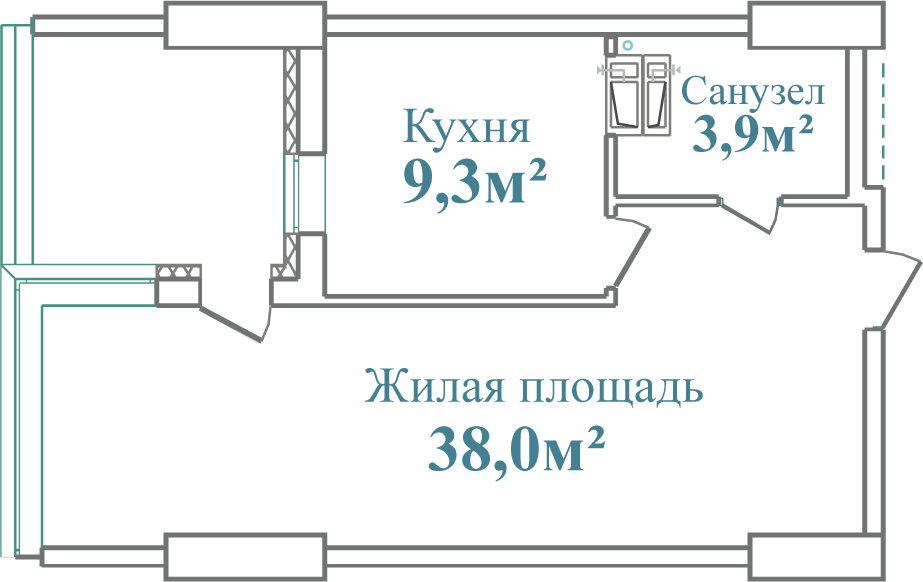 Кухня
9,3м²
Санузел
3,9м²
Жилая площадь
38,0м²